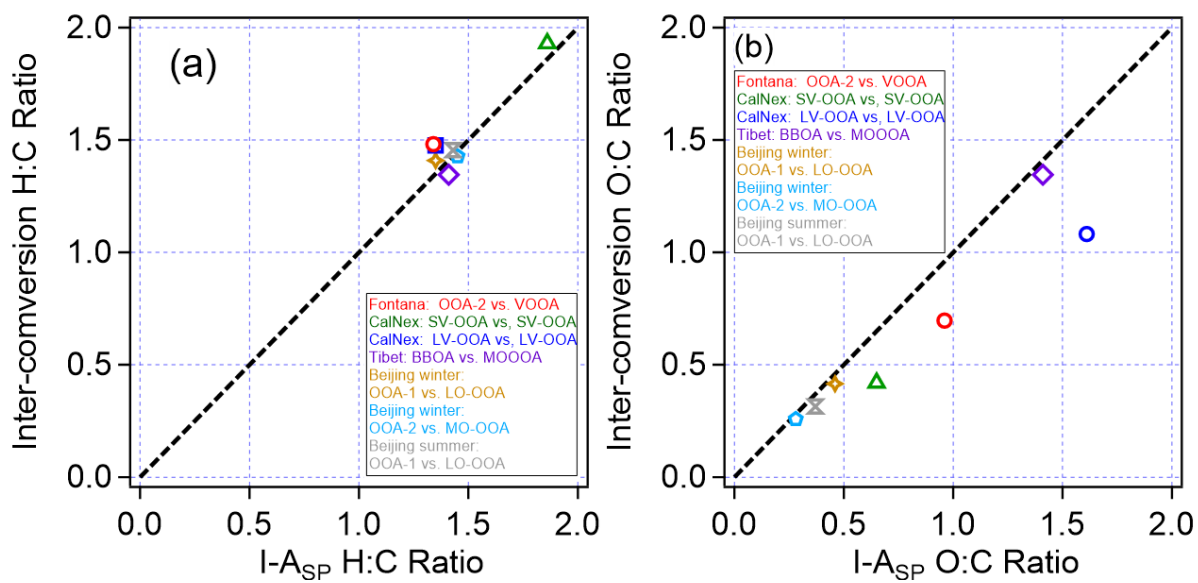 (a)
Inter-comversion H:C Ratio
2.0
1.5
1.0
0.5
0.0
Fontana: OOA-2 vs. VOOA
CalNex: SV-OOA vs, SV-OOA
CalNex: LV-OOA vs, LV-OOA
Tibet: BBOA vs. MOOOA
Beijing winter:
OOA-1 vs. LO-OOA
Beijing winter:
OOA-2 vs. MO-OOA
Beijing summer:
OOA-1 vs. LO-OOA
0.0 0.5 1.0 1.5 2.0
I-ASP H:C Ratio
(b)
Inter-comversion O:C Ratio
2.0
1.5
1.0
0.5
0.0
Fontana: OOA-2 vs. VOOA
CalNex: SV-OOA vs, SV-OOA
CalNex: LV-OOA vs, LV-OOA
Tibet: BBOA vs. MOOOA
Beijing winter:
OOA-1 vs. LO-OOA
Beijing winter:
OOA-2 vs. MO-OOA
Beijing summer:
OOA-1 vs. LO-OOA
0.0 0.5 1.0 1.5 2.0
I-ASP O:C Ratio